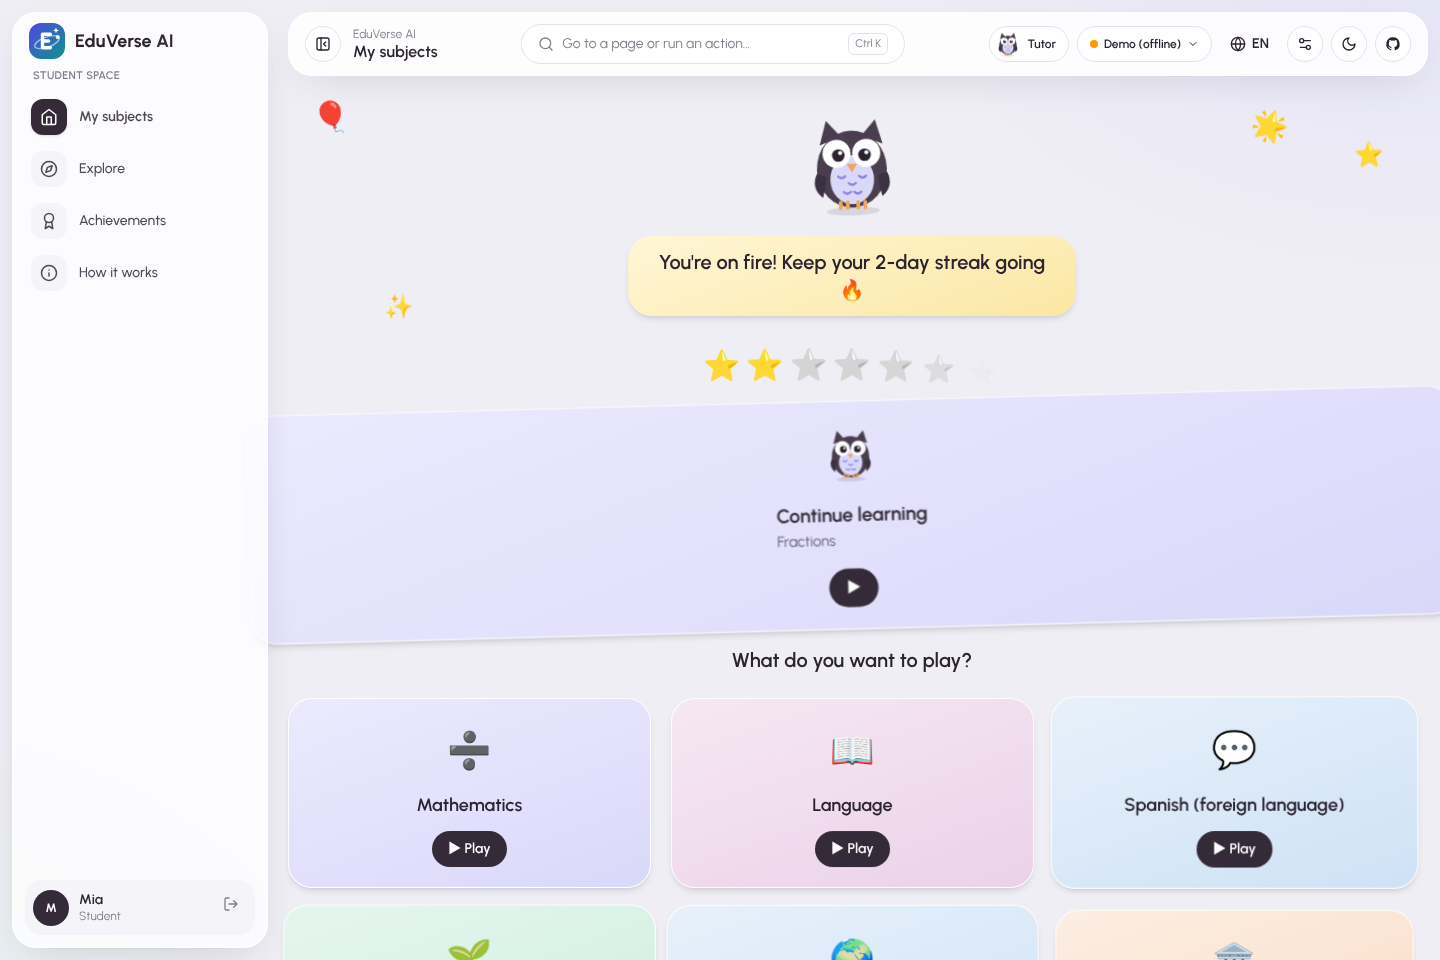 EduVerse AI
STUDENT SPACE
My subjects
Explore
Achievements
How it works
Mia
Student
M
EduVerse AI
My subjects
Go to a page or run an action...
Ctrl K
Tutor
Demo (offline)
EN
You're on fire! Keep your 2-day streak going
Continue learning
Fractions
What do you want to play?
Mathematics
Play
Language
Play
Spanish (foreign language)
Play